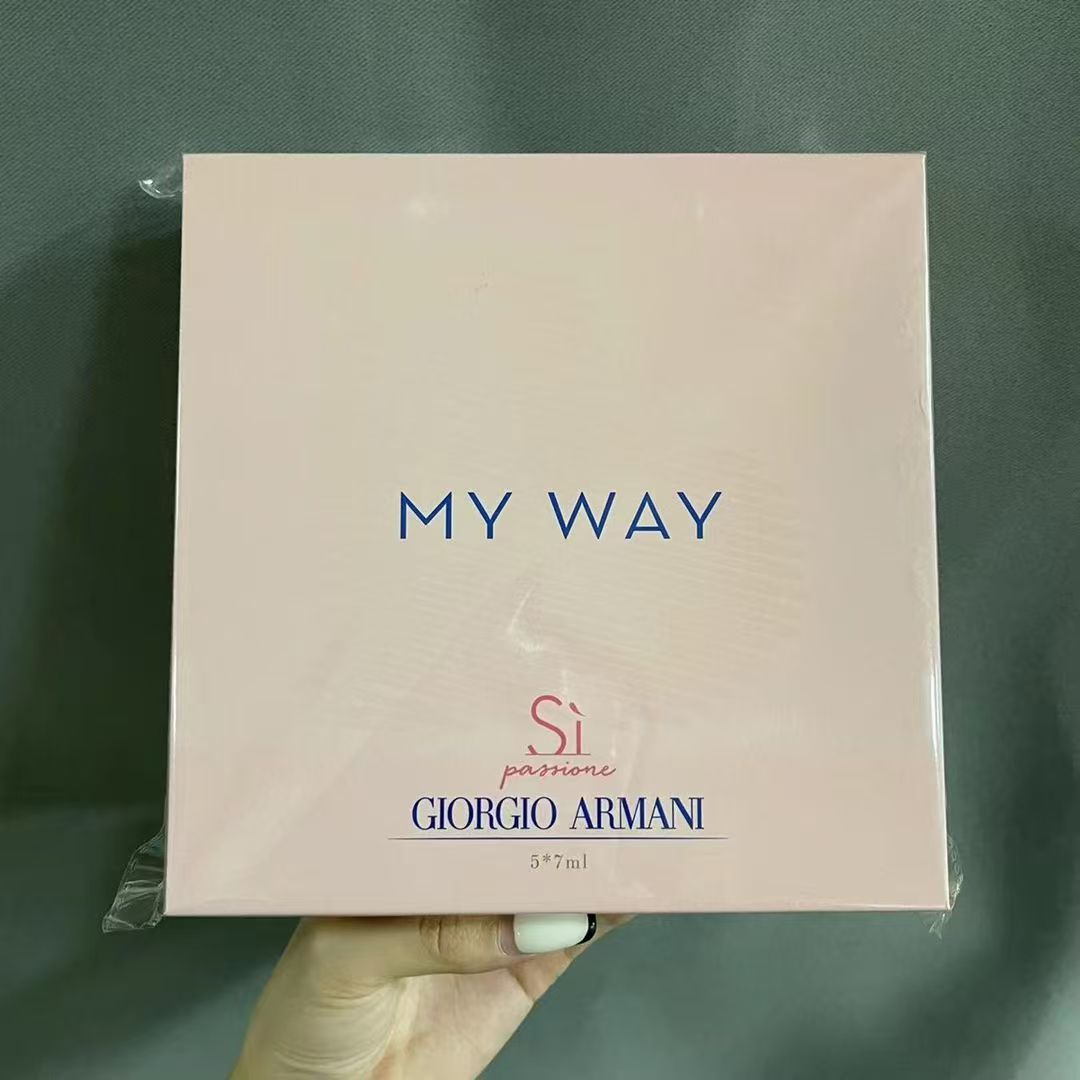 MY WAY
Sì
passione
GIORGIO ARMANI
5*7ml